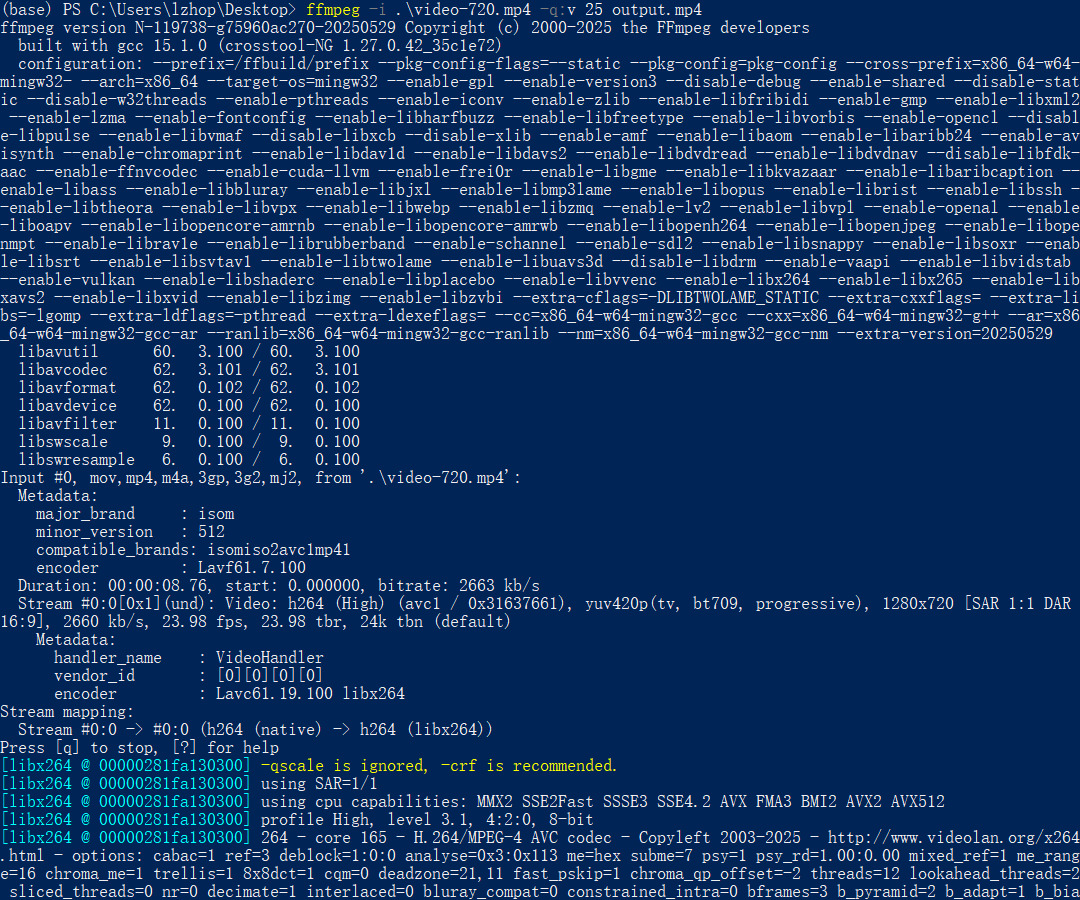 (base) PS C:\Users\lzhop\Desktop> ffmpeg -i .\video-720.mp4 -q:v 25 output.mp4
ffmpeg version N-119738-g75960ac270-20250529 Copyright (c) 2000-2025 the FFmpeg developers
  built with gcc 15.1.0 (crosstool-NG 1.27.0.42_35c1e72)
  configuration: --prefix=/ffbuild/prefix --pkg-config-flags=--static --pkg-config=pkg-config --cross-prefix=x86_64-w64-
mingw32- --arch=x86_64 --target-os=mingw32 --enable-gpl --enable-version3 --disable-debug --enable-shared --disable-stat
ic --disable-w32threads --enable-pthreads --enable-iconv --enable-zlib --enable-libfribidi --enable-gmp --enable-libxml2
 --enable-lzma --enable-fontconfig --enable-libharfbuzz --enable-libfreetype --enable-libvorbis --enable-opencl --disabl
e-libpulse --enable-libvmaf --disable-libxcb --disable-xlib --enable-amf --enable-libaom --enable-libaribb24 --enable-av
isynth --enable-chromaprint --enable-libdav1d --enable-libdavs2 --enable-libdvdread --enable-libdvdnav --disable-libfdk-
aac --enable-ffnvcodec --enable-cuda-llvm --enable-frei0r --enable-libgme --enable-libkvazaar --enable-libaribcaption --
enable-libass --enable-libbluray --enable-libjxl --enable-libmp3lame --enable-libopus --enable-librist --enable-libssh -
-enable-libtheora --enable-libvpx --enable-libwebp --enable-libzmq --enable-lv2 --enable-libvpl --enable-openal --enable
-liboapv --enable-libopencore-amrnb --enable-libopencore-amrwb --enable-libopenh264 --enable-libopenjpeg --enable-libope
nmpt --enable-librav1e --enable-librubberband --enable-schannel --enable-sdl2 --enable-libsnappy --enable-libsoxr --enab
le-libsrt --enable-libsvtav1 --enable-libtwolame --enable-libuavs3d --disable-libdrm --enable-vaapi --enable-libvidstab
--enable-vulkan --enable-libshaderc --enable-libplacebo --enable-libvvenc --enable-libx264 --enable-libx265 --enable-lib
xavs2 --enable-libxvid --enable-libzimg --enable-libzvbi --extra-cflags=-DLIBTWOLAME_STATIC --extra-cxxflags= --extra-li
bs=-lgomp --extra-ldflags=-pthread --extra-ldexeflags= --cc=x86_64-w64-mingw32-gcc --cxx=x86_64-w64-mingw32-g++ --ar=x86
_64-w64-mingw32-gcc-ar --ranlib=x86_64-w64-mingw32-gcc-ranlib --nm=x86_64-w64-mingw32-gcc-nm --extra-version=20250529
  libavutil      60.  3.100 / 60.  3.100
  libavcodec     62.  3.101 / 62.  3.101
  libavformat    62.  0.102 / 62.  0.102
  libavdevice    62.  0.100 / 62.  0.100
  libavfilter    11.  0.100 / 11.  0.100
  libswscale      9.  0.100 /  9.  0.100
  libswresample   6.  0.100 /  6.  0.100
Input #0, mov,mp4,m4a,3gp,3g2,mj2, from '.\video-720.mp4':
  Metadata:
    major_brand     : isom
    minor_version   : 512
    compatible_brands: isomiso2avc1mp41
    encoder         : Lavf61.7.100
  Duration: 00:00:08.76, start: 0.000000, bitrate: 2663 kb/s
  Stream #0:0[0x1](und): Video: h264 (High) (avc1 / 0x31637661), yuv420p(tv, bt709, progressive), 1280x720 [SAR 1:1 DAR
16:9], 2660 kb/s, 23.98 fps, 23.98 tbr, 24k tbn (default)
    Metadata:
      handler_name    : VideoHandler
      vendor_id       : [0][0][0][0]
      encoder         : Lavc61.19.100 libx264
Stream mapping:
  Stream #0:0 -> #0:0 (h264 (native) -> h264 (libx264))
Press [q] to stop, [?] for help
[libx264 @ 00000281fa130300] -qscale is ignored, -crf is recommended.
[libx264 @ 00000281fa130300] using SAR=1/1
[libx264 @ 00000281fa130300] using cpu capabilities: MMX2 SSE2Fast SSSE3 SSE4.2 AVX FMA3 BMI2 AVX2 AVX512
[libx264 @ 00000281fa130300] profile High, level 3.1, 4:2:0, 8-bit
[libx264 @ 00000281fa130300] 264 - core 165 - H.264/MPEG-4 AVC codec - Copyleft 2003-2025 - http://www.videolan.org/x264
.html - options: cabac=1 ref=3 deblock=1:0:0 analyse=0x3:0x113 me=hex subme=7 psy=1 psy_rd=1.00:0.00 mixed_ref=1 me_rang
e=16 chroma_me=1 trellis=1 8x8dct=1 cqm=0 deadzone=21,11 fast_pskip=1 chroma_qp_offset=-2 threads=12 lookahead_threads=2
 sliced_threads=0 nr=0 decimate=1 interlaced=0 bluray_compat=0 constrained_intra=0 bframes=3 b_pyramid=2 b_adapt=1 b_bia